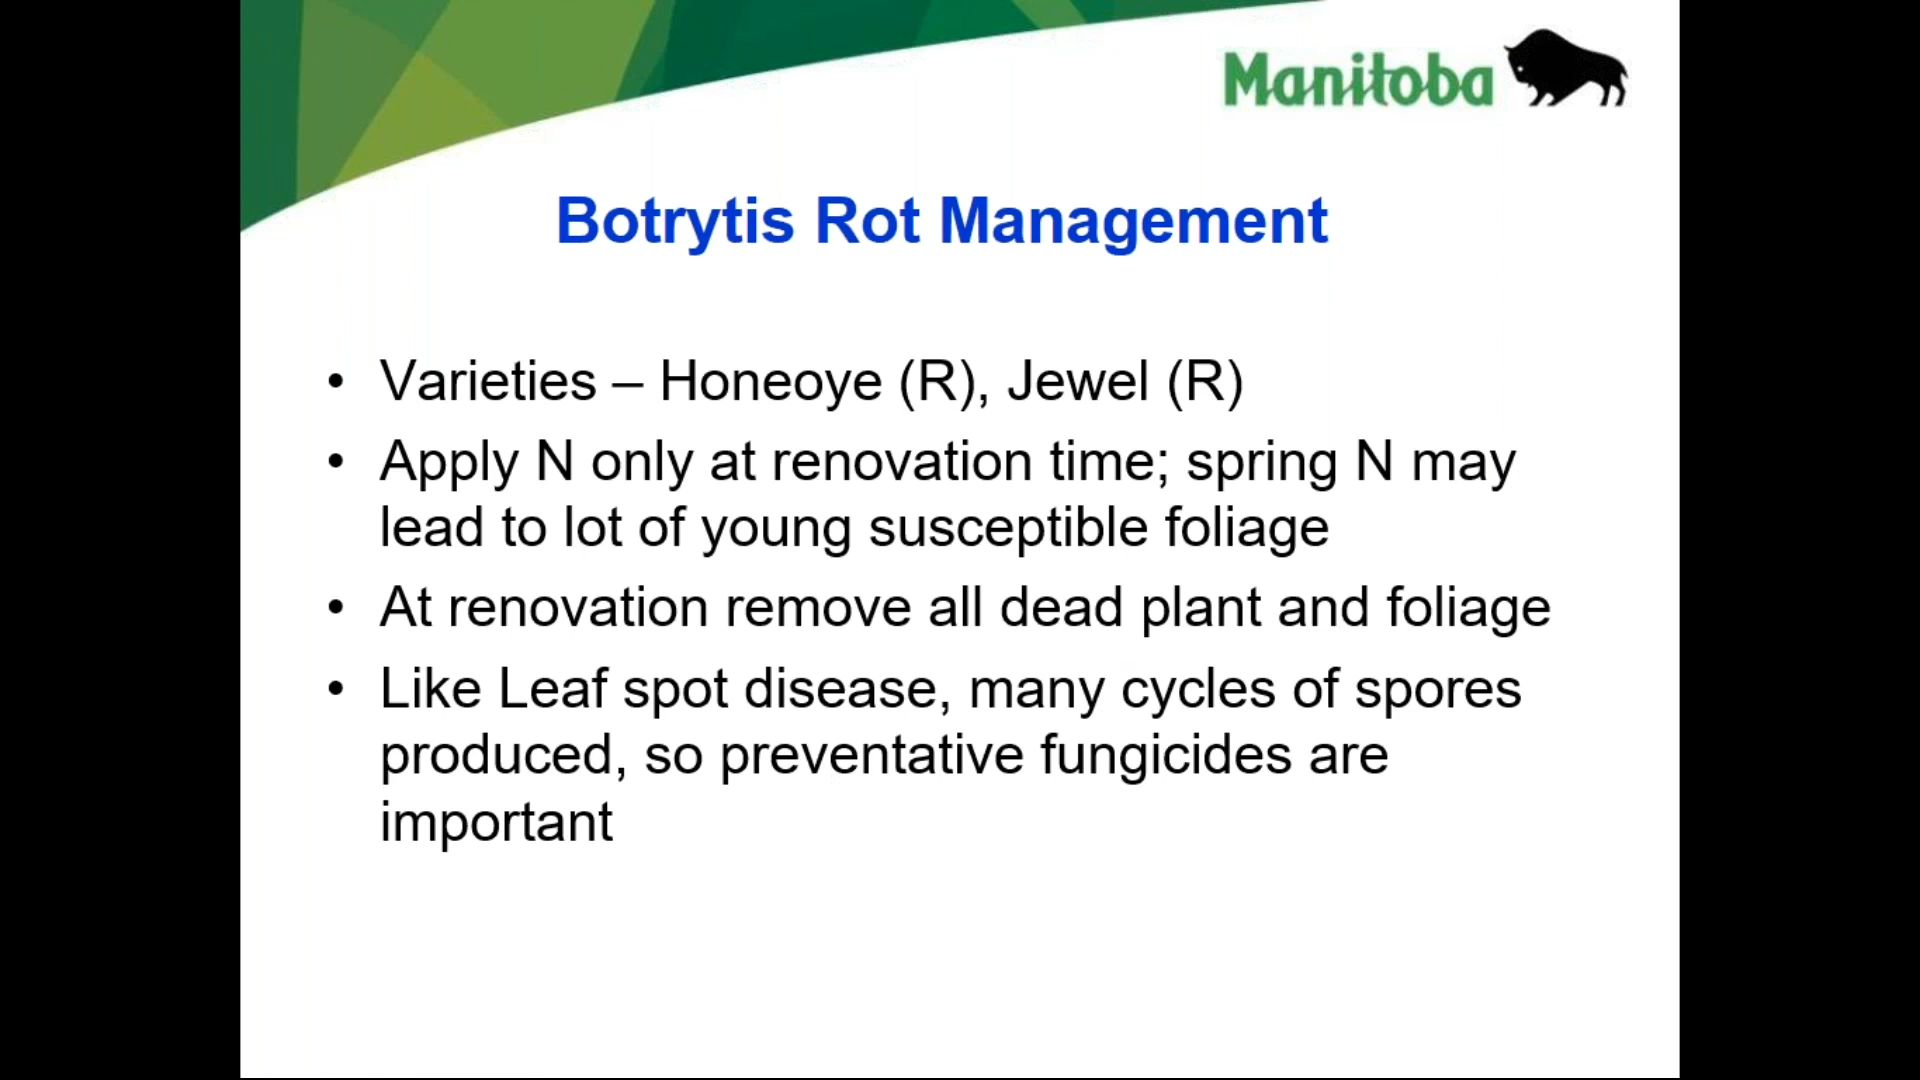 Manitoba
Botrytis Rot Management
• Varieties – Honeoye (R), Jewel (R)
• Apply N only at renovation time; spring N may
lead to lot of young susceptible foliage
• At renovation remove all dead plant and foliage
• Like Leaf spot disease, many cycles of spores
produced, so preventative fungicides are
important